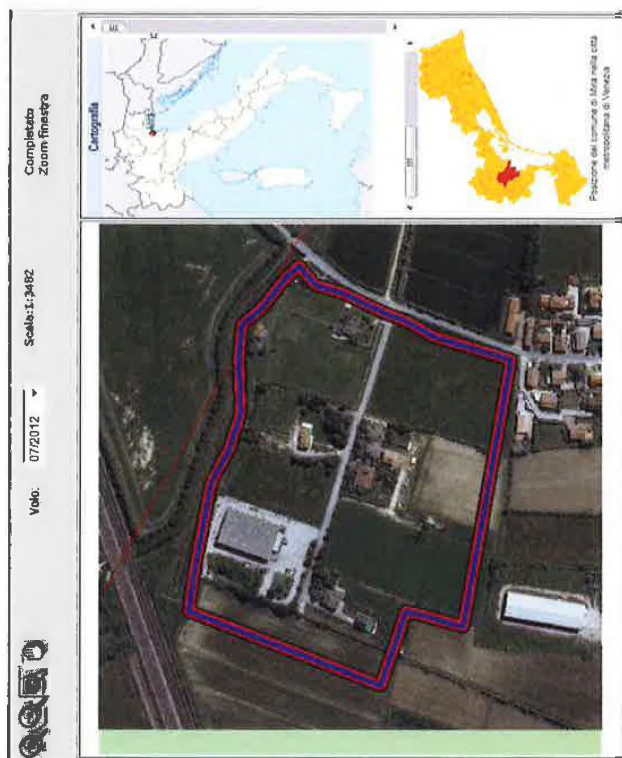 Volo: 07/2012
Scala:1:3482
Completato
Zoom finestra
Cartografia
Posizione del comune di Mira nella città
metropolitana di Venezia